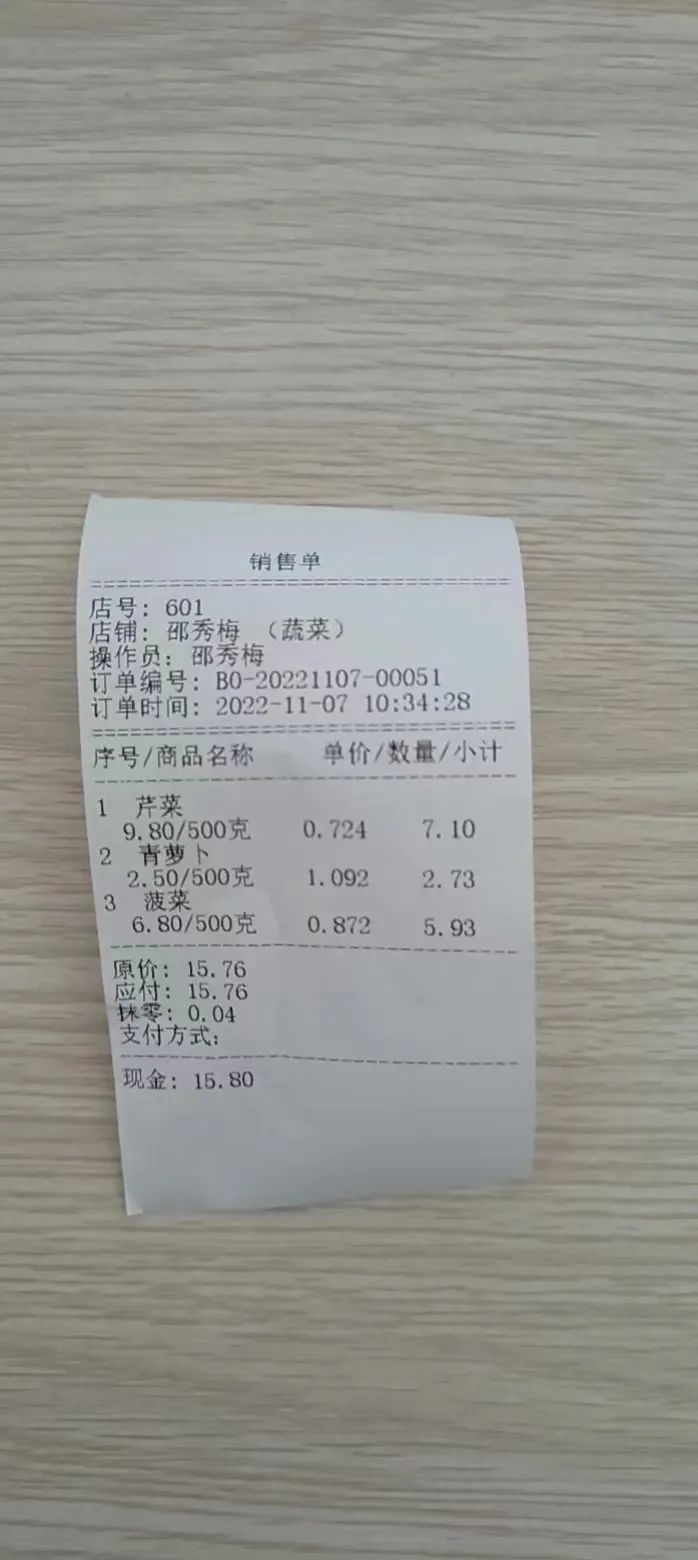 销售单
店号: 601
店铺: 邵秀梅 （蔬菜）
操作员: 邵秀梅
订单编号: BO-20221107-00051
订单时间: 2022-11-07 10:34:28
序号/商品名称 单价/数量/小计
1 芹菜
9.80/500克 0.724 7.10
2 青萝卜
2.50/500克 1.092 2.73
3 菠菜
6.80/500克 0.872 5.93
原价: 15.76
应付: 15.76
抹零: 0.04
支付方式:
现金: 15.80